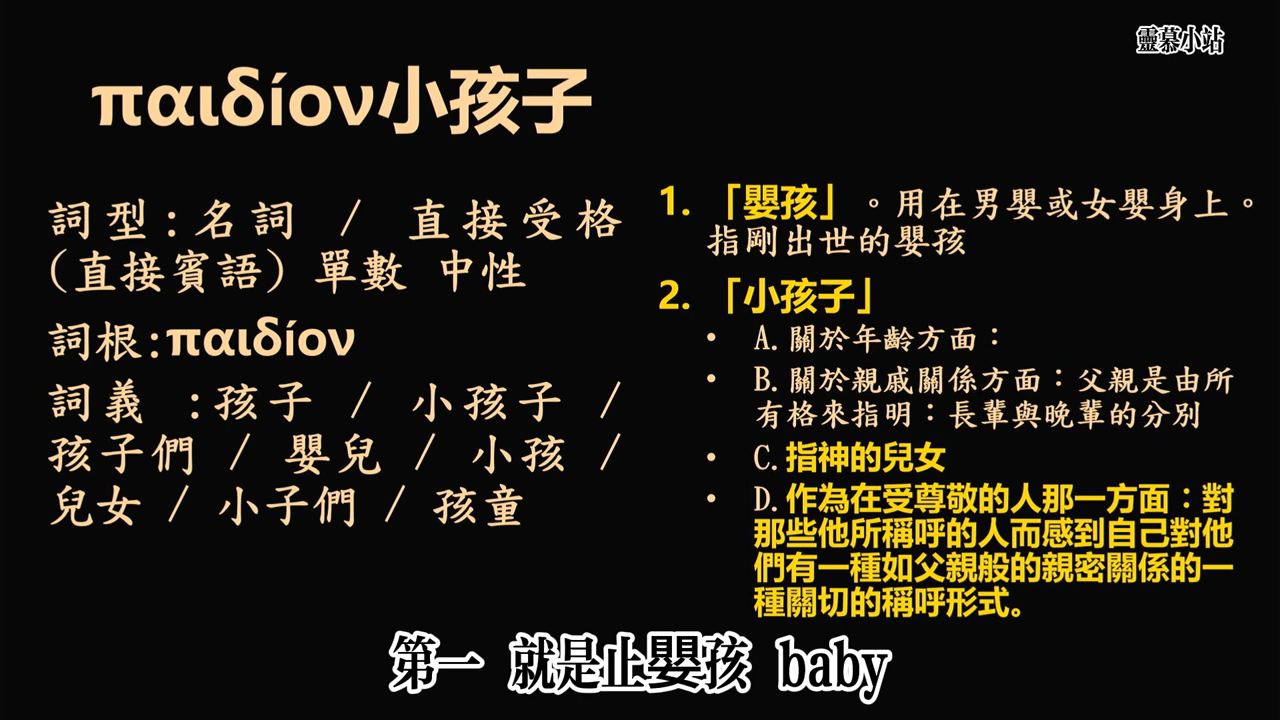 靈慕小站
παιδίον小孩子
詞型:名詞 / 直接受格
(直接賓語) 單數 中性
詞根:παιδίον
詞義 :孩子 / 小孩子 /
孩子們 / 嬰兒 / 小孩 /
兒女 / 小子們 / 孩童
1. 「嬰孩」。用在男嬰或女嬰身上。
指剛出世的嬰孩
2. 「小孩子」
• A.關於年齡方面：
• B.關於親戚關係方面：父親是由所
有格來指明：長輩與晚輩的分別
• C.指神的兒女
• D.作為在受尊敬的人那一方面：對
那些他所稱呼的人而感到自己對他
們有一種如父親般的親密關係的一
種關切的稱呼形式。
第一 就是止嬰孩 baby